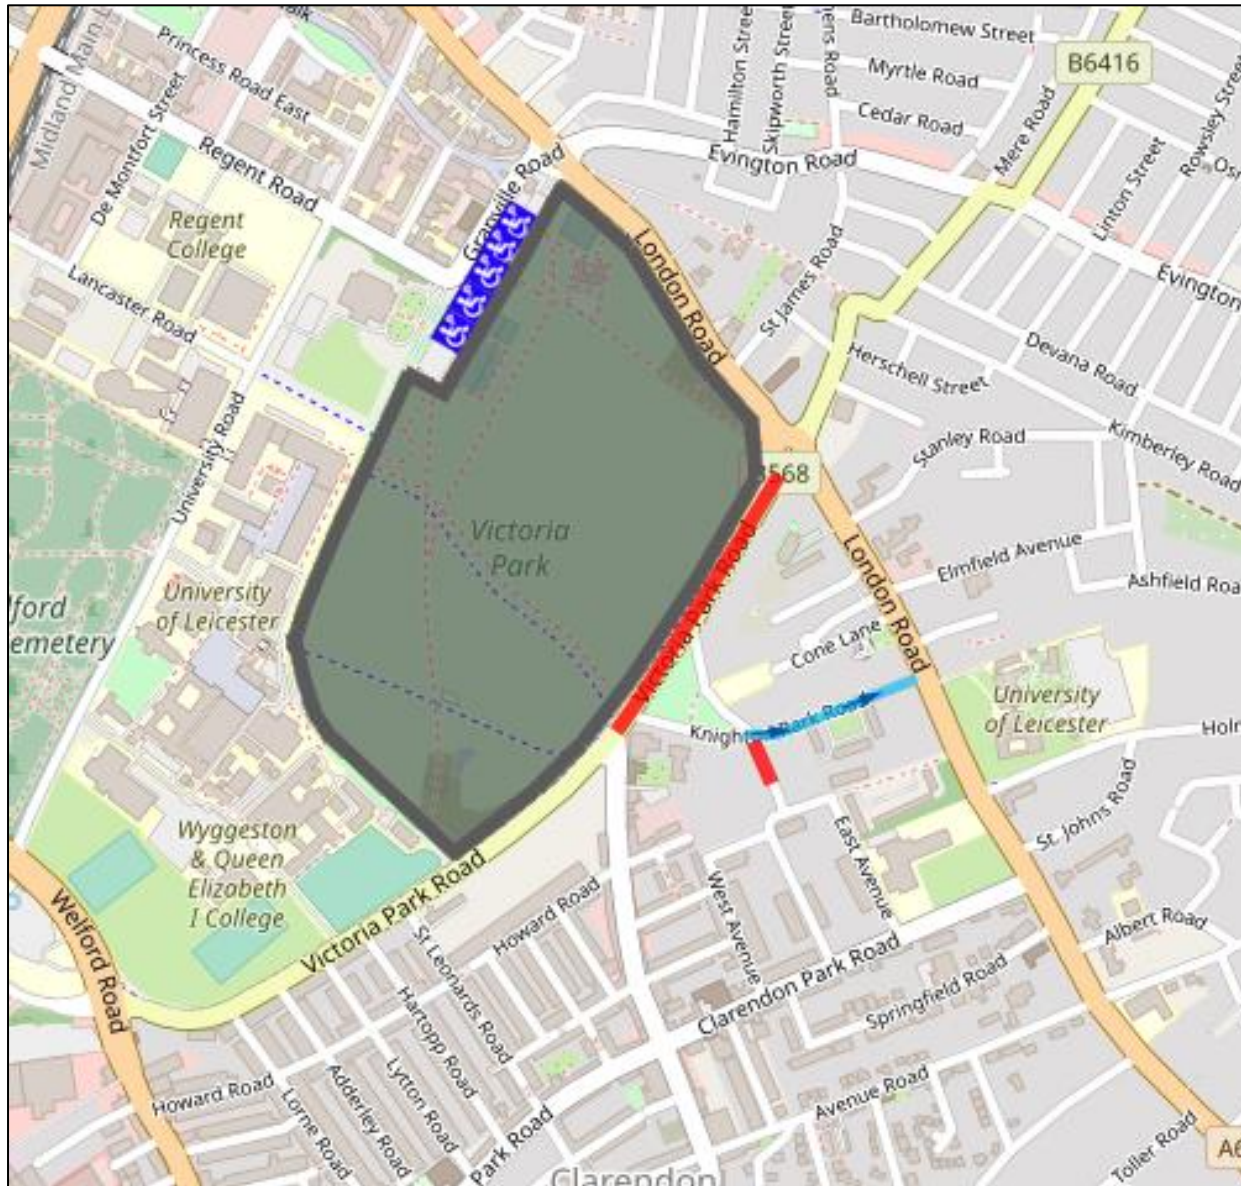 Bartholomew Street
B6416
Princess Road East
Hamilton Stree
Skipworth Street
Myrtle Road
Midland Main
De Montfort Street
Cedar Road
Mere Road
Rowsley Street
Regent Road
Granville Road
Evington Road
Linton Street
Regent
College
Lancaster Road
London Road
St James Road
Evington
Devana Road
Herschell Street
University Road
Stanley Road
Kimberley Road
Victoria
Park
Victoria Park Road
London Road
Elmfield Avenue
Ashfield Roa
University
of Leicester
lford
emetery
Cone Lane
University
of Leicester
Park Road
St. Johns Road
Wyggeston
& Queen
Elizabeth
I College
Victoria Park Road
East Avenue
West Avenue
Howard Road
Welford Road
St Leonards Road
Albert Road
Clarendon Park Road
Springfield Road
Hartopp Road
Lytton Road
Adderley Road
Howard Road
Lorne Road
Avenue Road
Park Road
Toller Road
A6
Clarendon